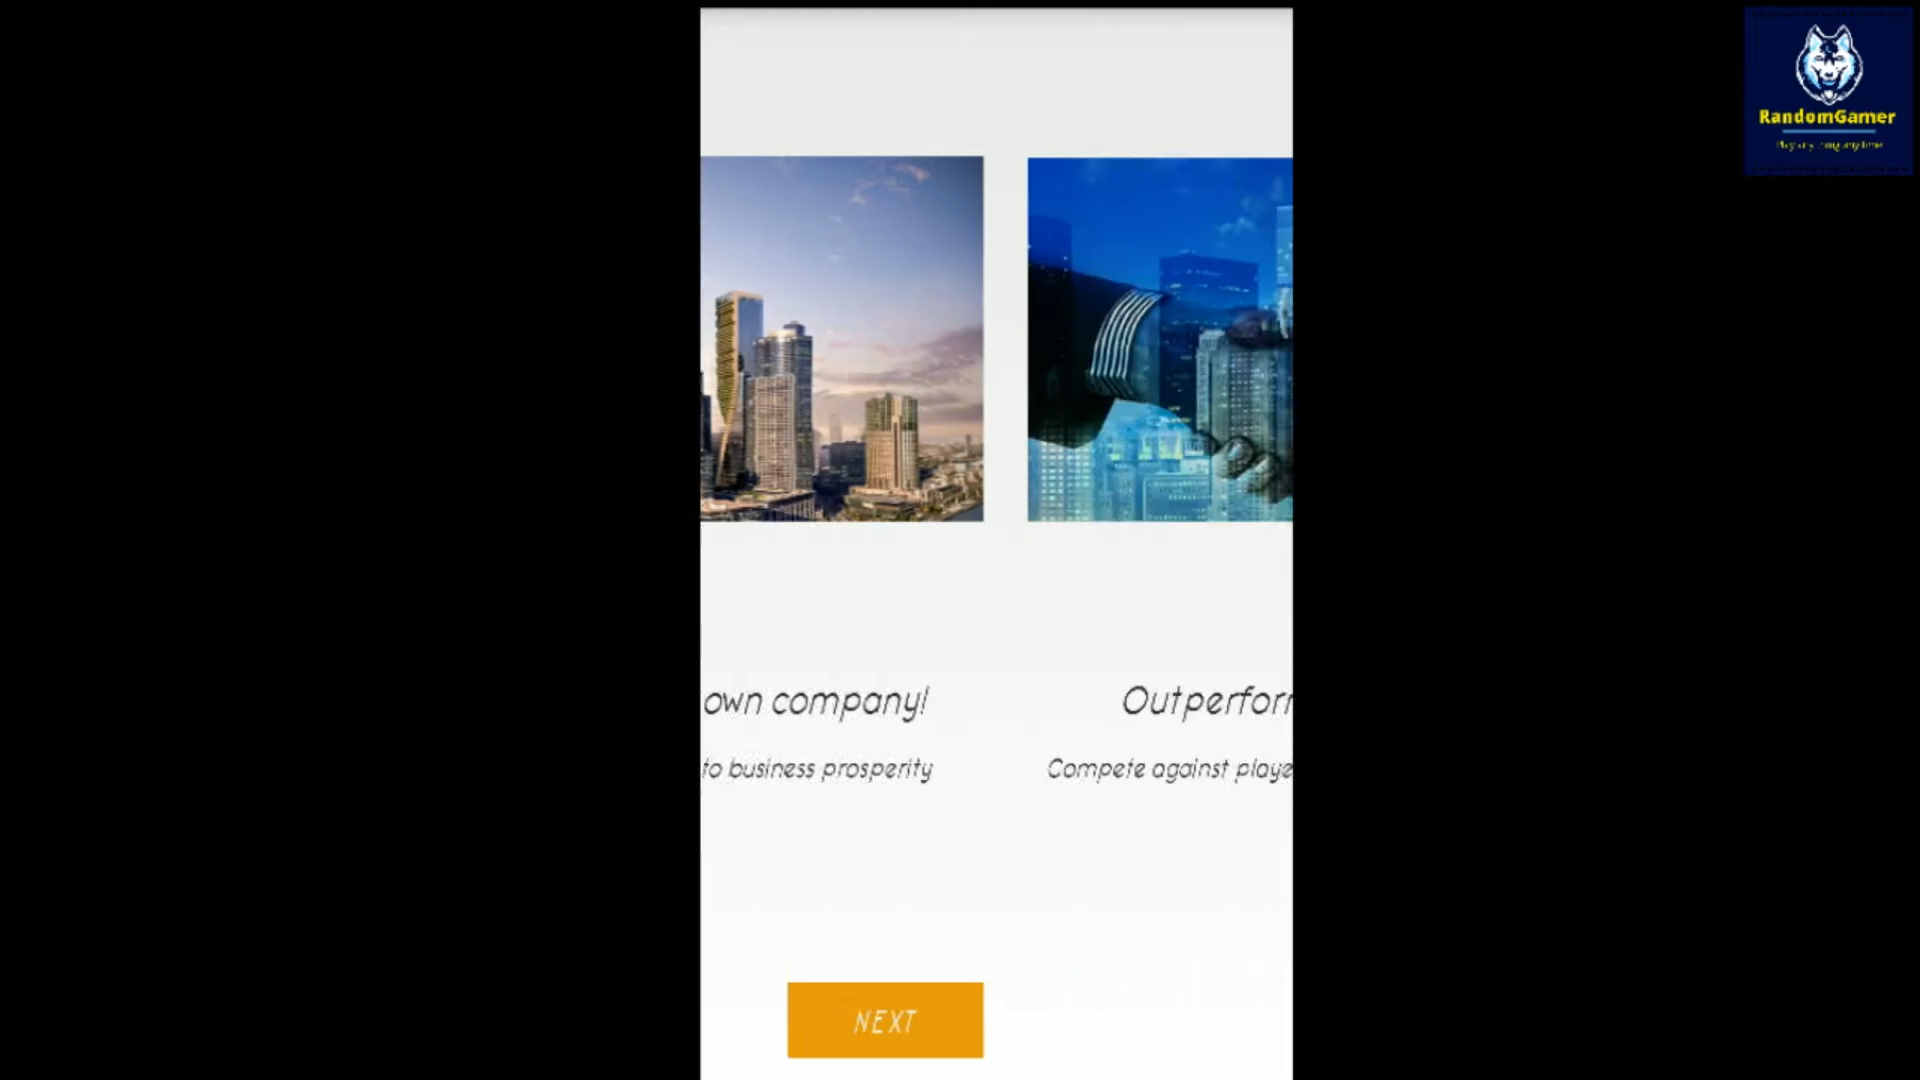 RandomGamer
own company!
to business prosperity
Outperfor
Compete against playe
NEXT